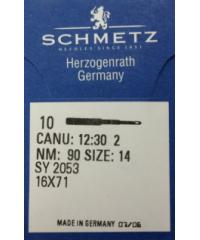 SCHMETZ
NEEDLES SINCE 1851
Herzogenrath
Germany
10
CANU: 12:30 2
NM: 90 SIZE: 14
SY 2053
16X71
MADE IN GERMANY 07/06